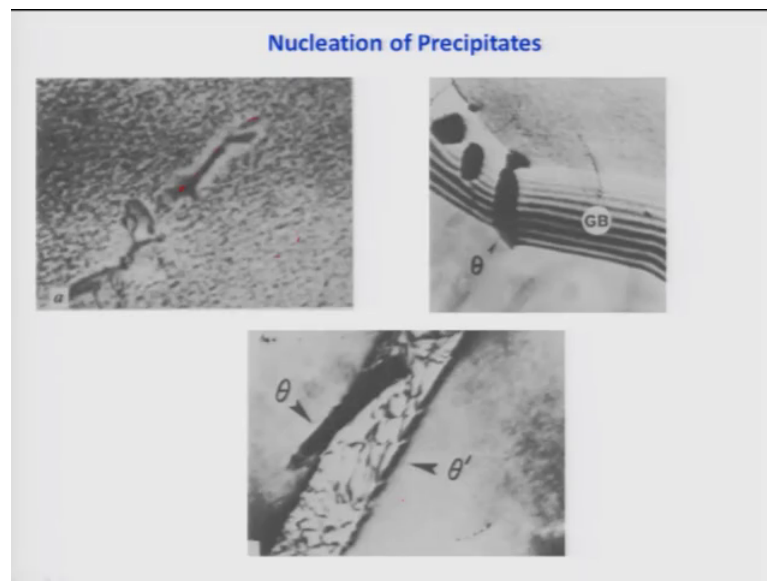 Nucleation of Precipitates
a
GB
θ
θ
θ'